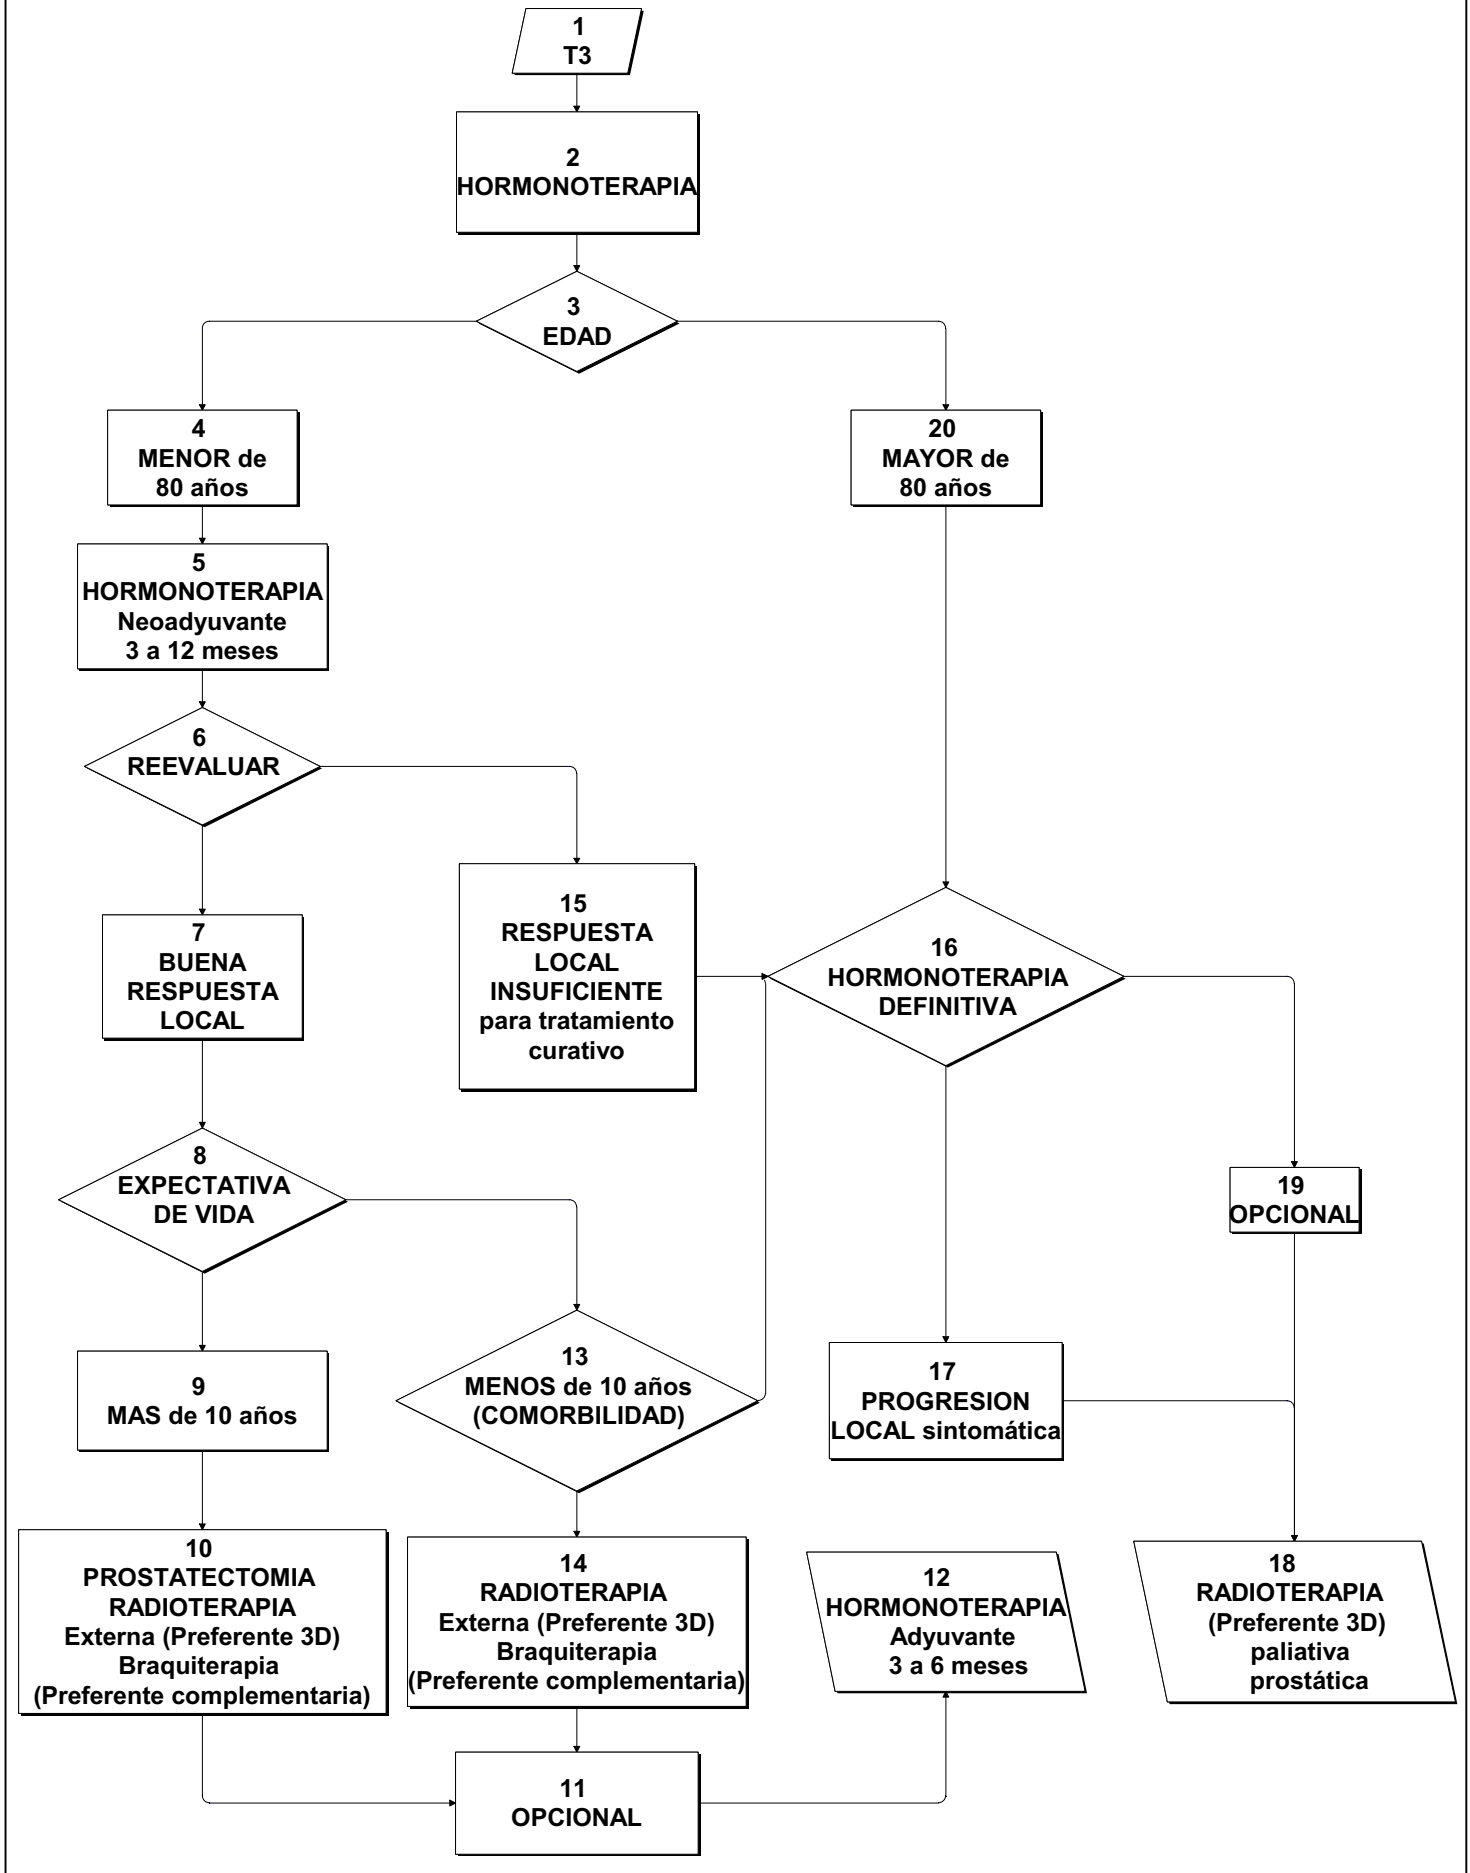 1
T3
2
HORMONOTERAPIA
3
EDAD
4
MENOR de
80 años
20
MAYOR de
80 años
5
HORMONOTERAPIA
Neoadyuvante
3 a 12 meses
6
REEVALUAR
7
BUENA
RESPUESTA
LOCAL
15
RESPUESTA
LOCAL
INSUFICIENTE
para tratamiento
curativo
16
HORMONOTERAPIA
DEFINITIVA
8
EXPECTATIVA
DE VIDA
19
OPCIONAL
9
MAS de 10 años
13
MENOS de 10 años
(COMORBILIDAD)
17
PROGRESION
LOCAL sintomática
10
PROSTATECTOMIA
RADIOTERAPIA
Externa (Preferente 3D)
Braquiterapia
(Preferente complementaria)
14
RADIOTERAPIA
Externa (Preferente 3D)
Braquiterapia
(Preferente complementaria)
12
HORMONOTERAPIA
Adyuvante
3 a 6 meses
18
RADIOTERAPIA
(Preferente 3D)
paliativa
prostática
11
OPCIONAL